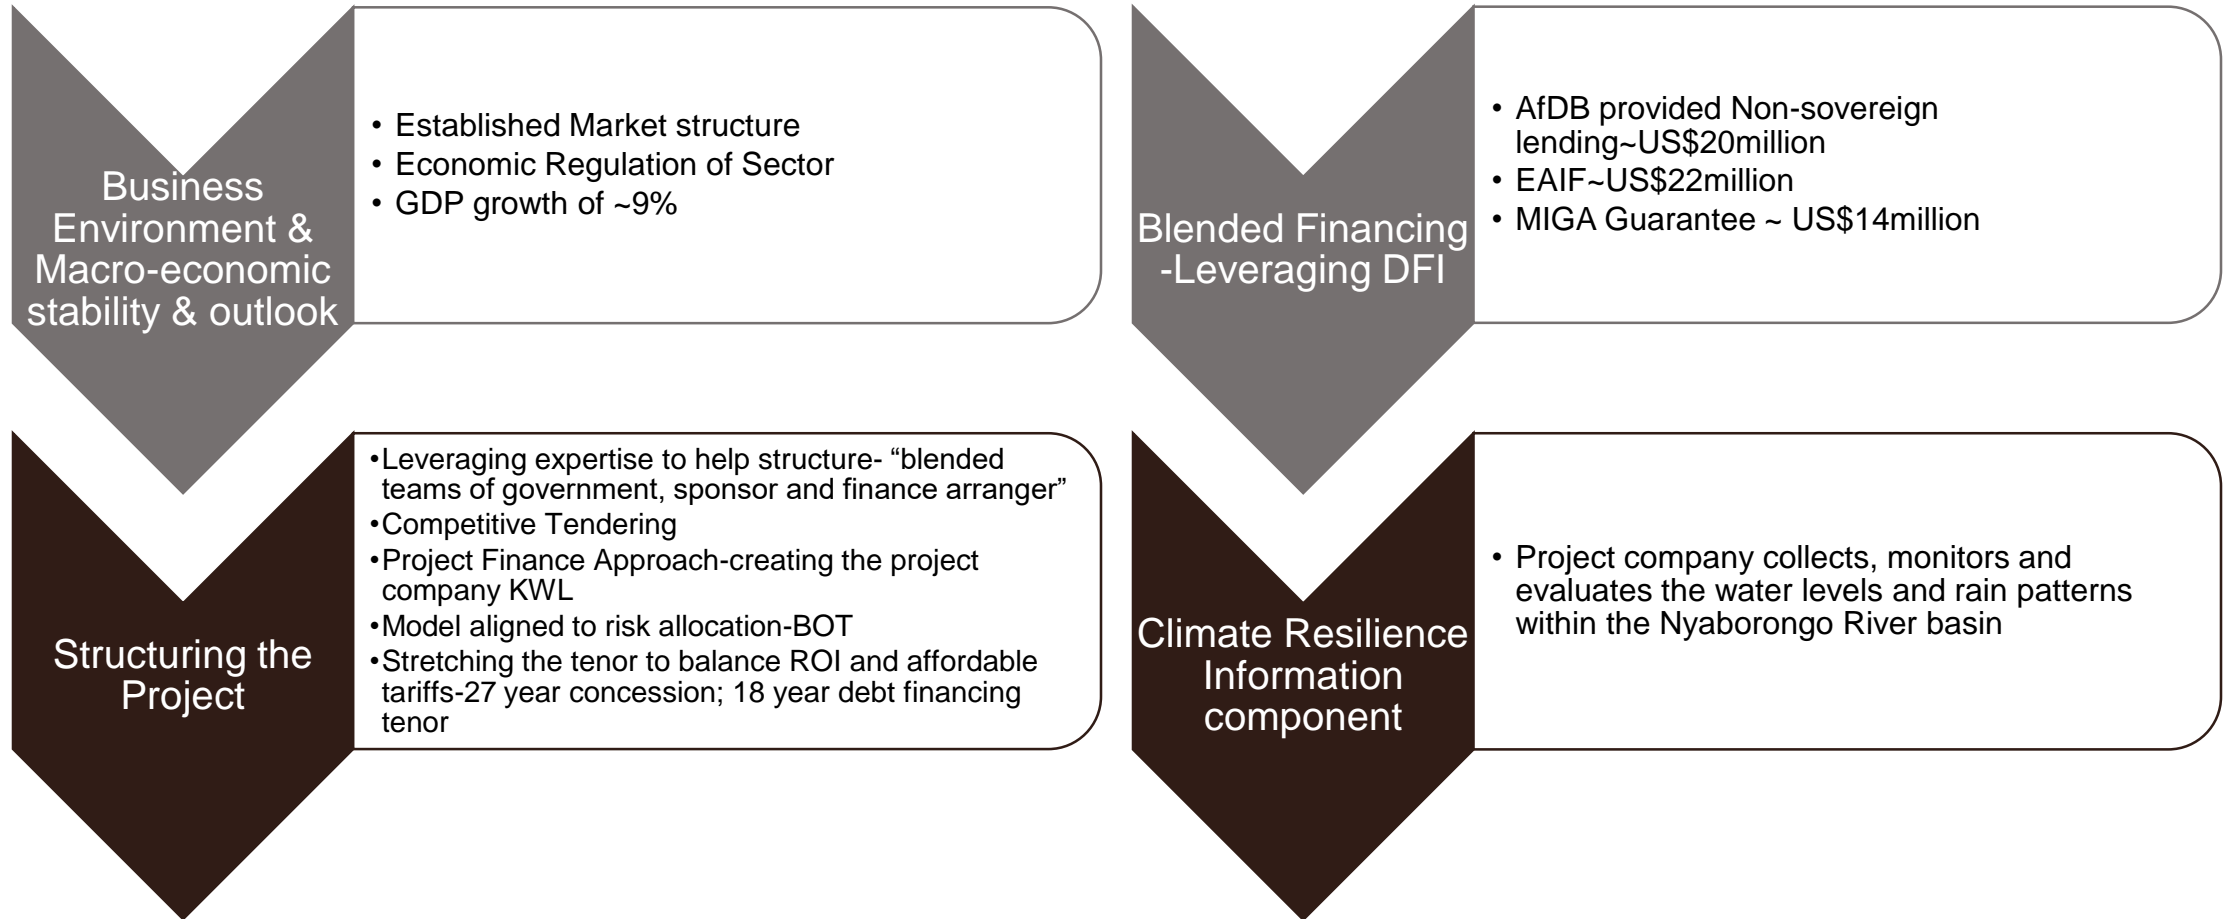 Business
Environment &
Macro-economic
stability & outlook
• Established Market structure
• Economic Regulation of Sector
• GDP growth of ~9%
Structuring the
Project
•Leveraging expertise to help structure- “blended
teams of government, sponsor and finance arranger”
•Competitive Tendering
•Project Finance Approach-creating the project
company KWL
•Model aligned to risk allocation-BOT
•Stretching the tenor to balance ROI and affordable
tariffs-27 year concession; 18 year debt financing
tenor
Blended Financing
-Leveraging DFI
• AfDB provided Non-sovereign
lending~US$20million
• EAIF~US$22million
• MIGA Guarantee ~ US$14million
Climate Resilience
Information
component
• Project company collects, monitors and
evaluates the water levels and rain patterns
within the Nyaborongo River basin